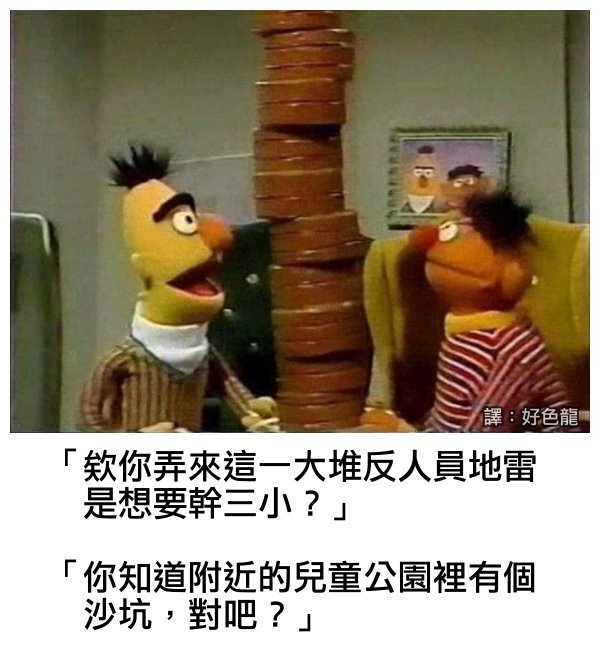 譯：好色龍
「欸你弄來這一大堆反人員地雷
是想要幹三小？」
「你知道附近的兒童公園裡有個
沙坑，對吧？」